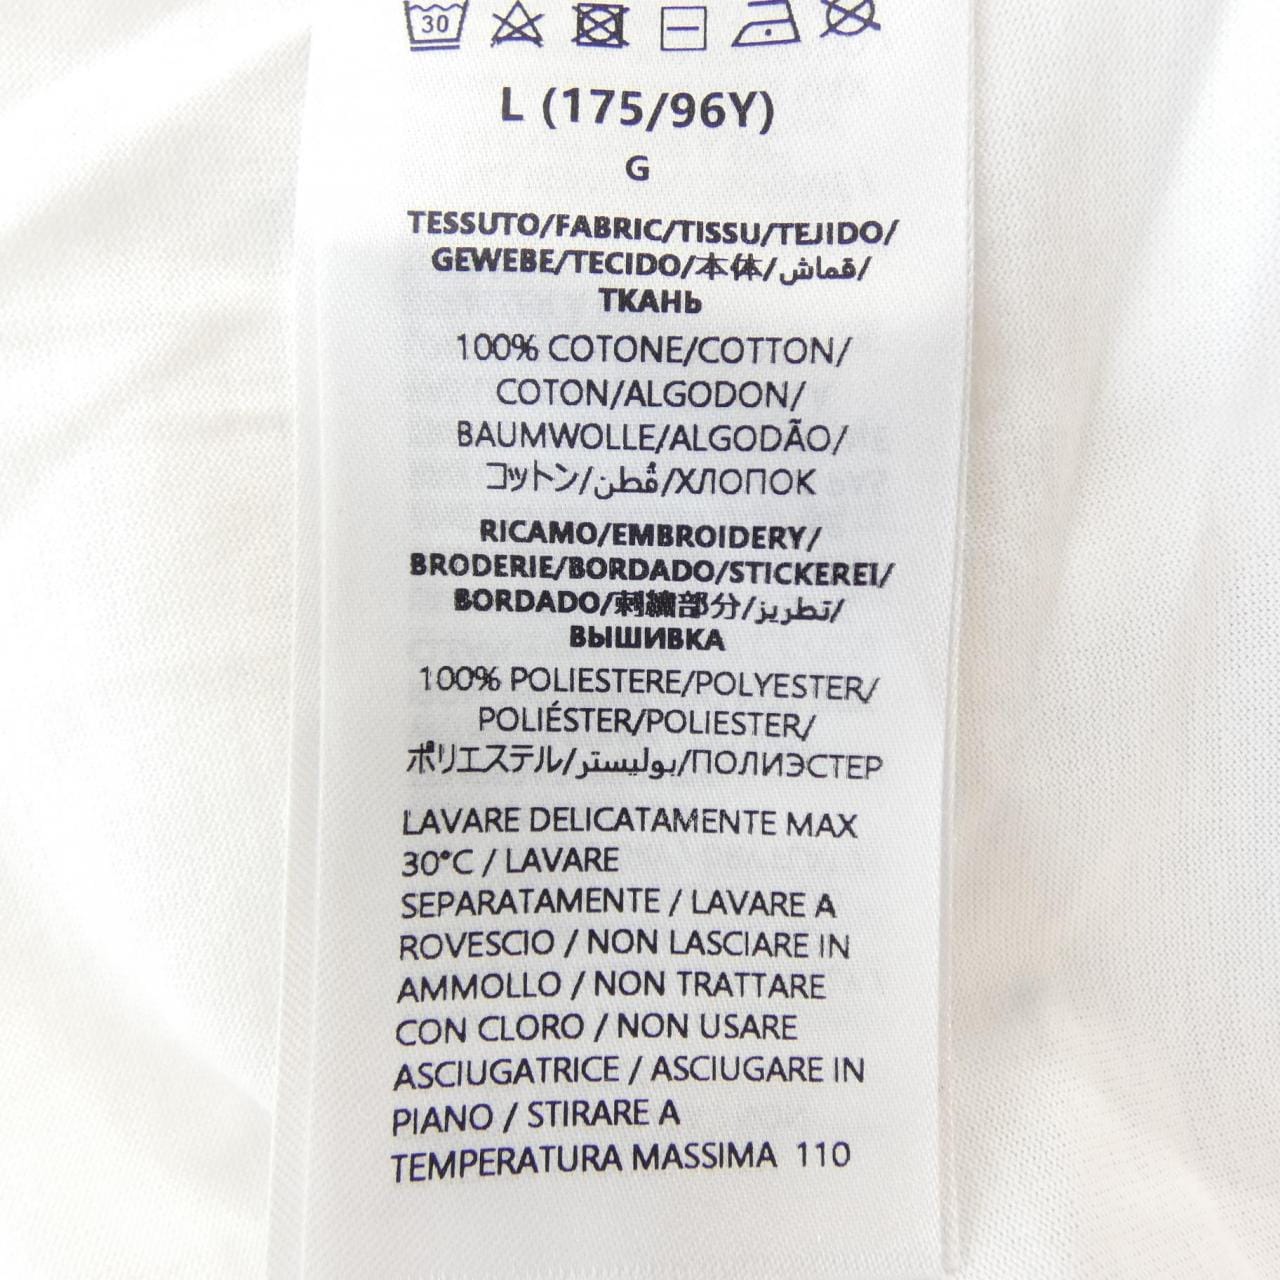 30
L (175/96Y)
G
TESSUTO/FABRIC/TISSU/TEJIDO/
GEWEBE/TECIDO/本体/قماش/
ТКАНЬ
100% COTONE/COTTON/
COTON/ALGODON/
BAUMWOLLE/ALGODÃO/
コットン/قُطن/ХЛОПОК
RICAMO/EMBROIDERY/
BRODERIE/BORDADO/STICKEREI/
BORDADO/刺繍部分/تطريز/
ВЫШИВКА
100% POLIESTERE/POLYESTER/
POLIÉSTER/POLIESTER/
ポリエステル/بوليستر/ПОЛИЭСТЕР
LAVARE DELICATAMENTE MAX
30°C / LAVARE
SEPARATAMENTE / LAVARE A
ROVESCIO / NON LASCIARE IN
AMMOLLO / NON TRATTARE
CON CLORO / NON USARE
ASCIUGATRICE / ASCIUGARE IN
PIANO / STIRARE A
TEMPERATURA MASSIMA 110